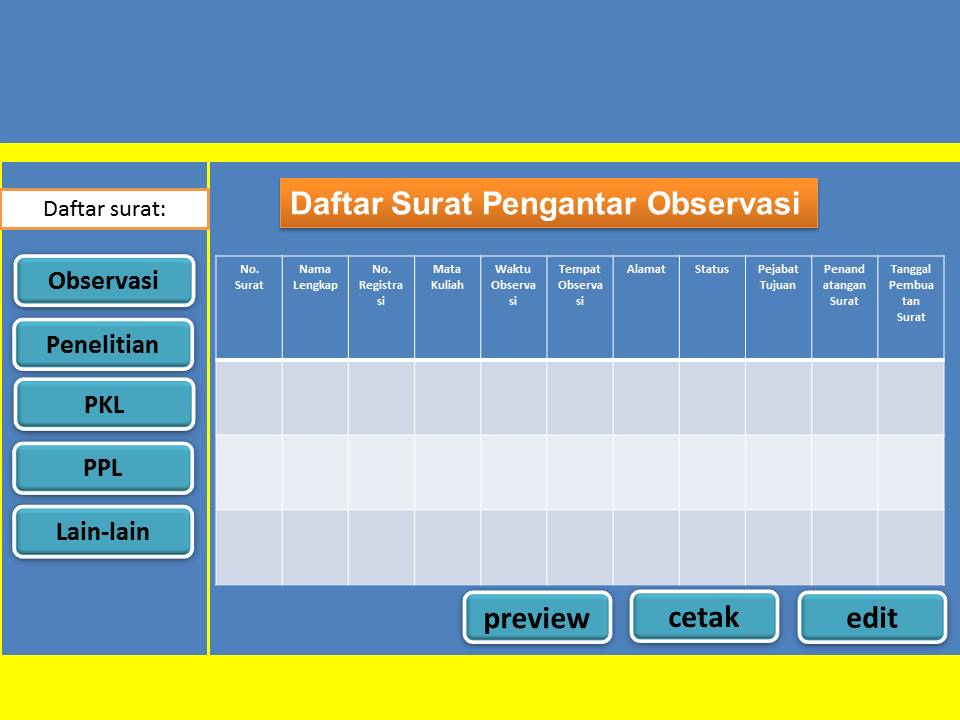 Daftar Surat Pengantar Observasi
Daftar surat:
Observasi
Penelitian
PKL
PPL
Lain-lain
No.
Surat
Nama
Lengkap
No.
Registra
si
Mata
Kuliah
Waktu
Observa
si
Tempat
Observa
si
Alamat
Status
Pejabat
Tujuan
Penand
atangan
Surat
Tanggal
Pembua
tan
Surat
preview
cetak
edit